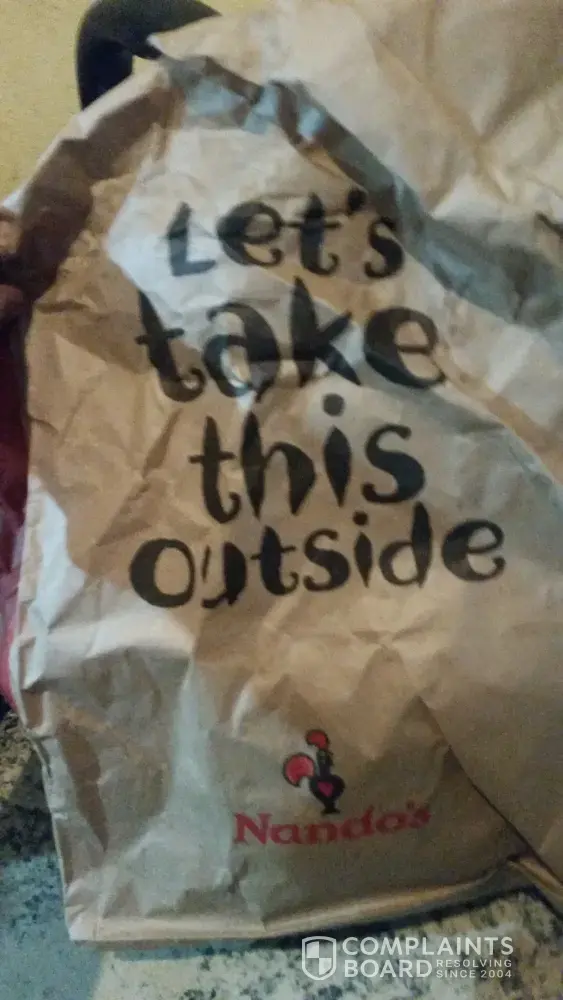 Let's
take
this
outside
Nando's
COMPLAINTS
BOARD RESOLVING
SINCE 2004